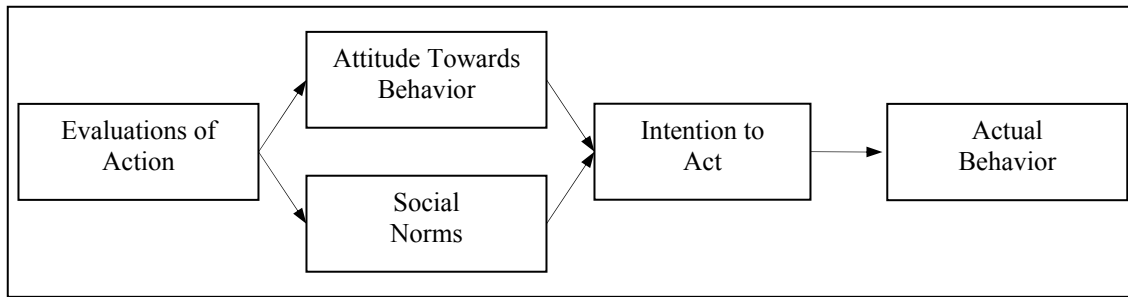 Evaluations of
Action
Attitude Towards
Behavior
Social
Norms
Intention to
Act
Actual
Behavior